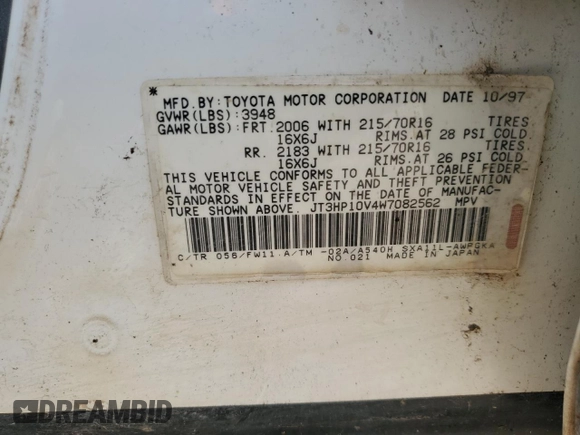 MFD. BY: TOYOTA MOTOR CORPORATION DATE 10/97
GVWR(LBS): 3948
GAWR(LBS): FRT. 2006 WITH 215/70R16 TIRES
16X6J RIMS. AT 28 PSI COLD.
RR. 2183 WITH 215/70R16 TIRES
16X6J RIMS. AT 26 PSI COLD.
THIS VEHICLE CONFORMS TO ALL APPLICABLE FEDER-
AL MOTOR VEHICLE SAFETY AND THEFT PREVENTION
STANDARDS IN EFFECT ON THE DATE OF MANUFAC-
TURE SHOWN ABOVE. JT3HP10V4W7082562 MPV
C/TR 056/FW11 A/TM -02A/A540H SXA11L-AWPGKA
NO.021 MADE IN JAPAN
DREAMBID